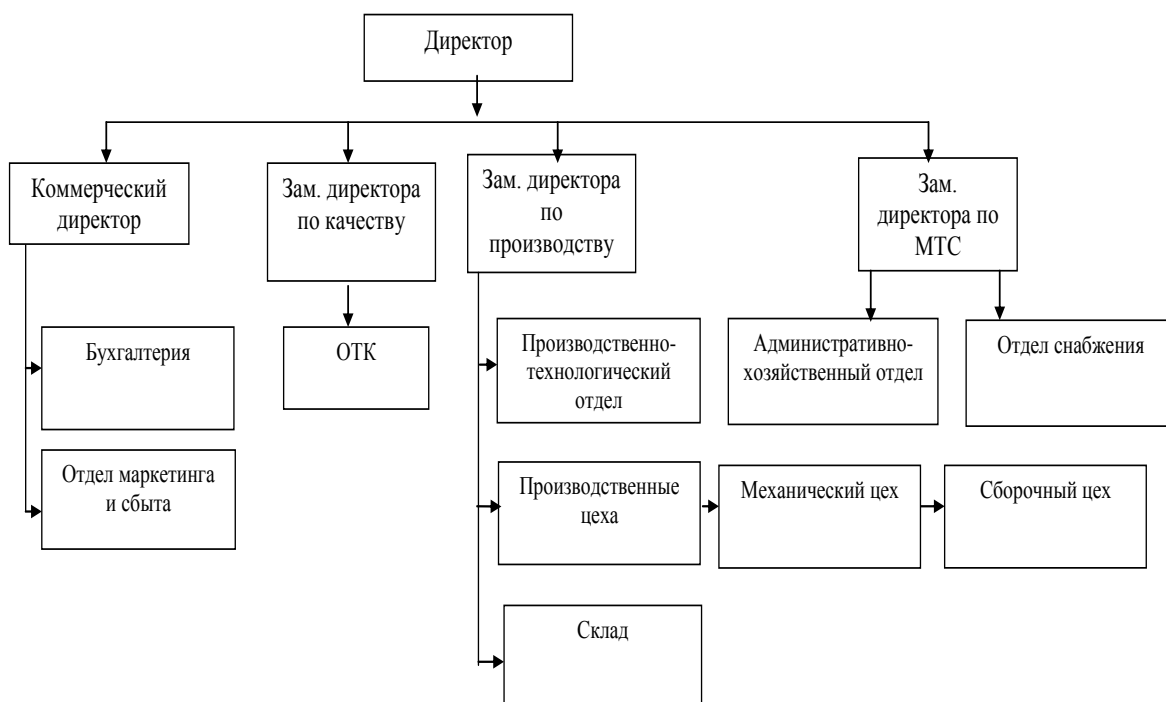 Директор
Коммерческий
директор
Зам. директора
по качеству
Зам. директора
по
производству
Зам.
директора по
МТС
Бухгалтерия
ОТК
Производственно-
технологический
отдел
Административно-
хозяйственный отдел
Отдел снабжения
Отдел маркетинга
и сбыта
Производственные
цеха
Механический цех
Сборочный цех
Склад